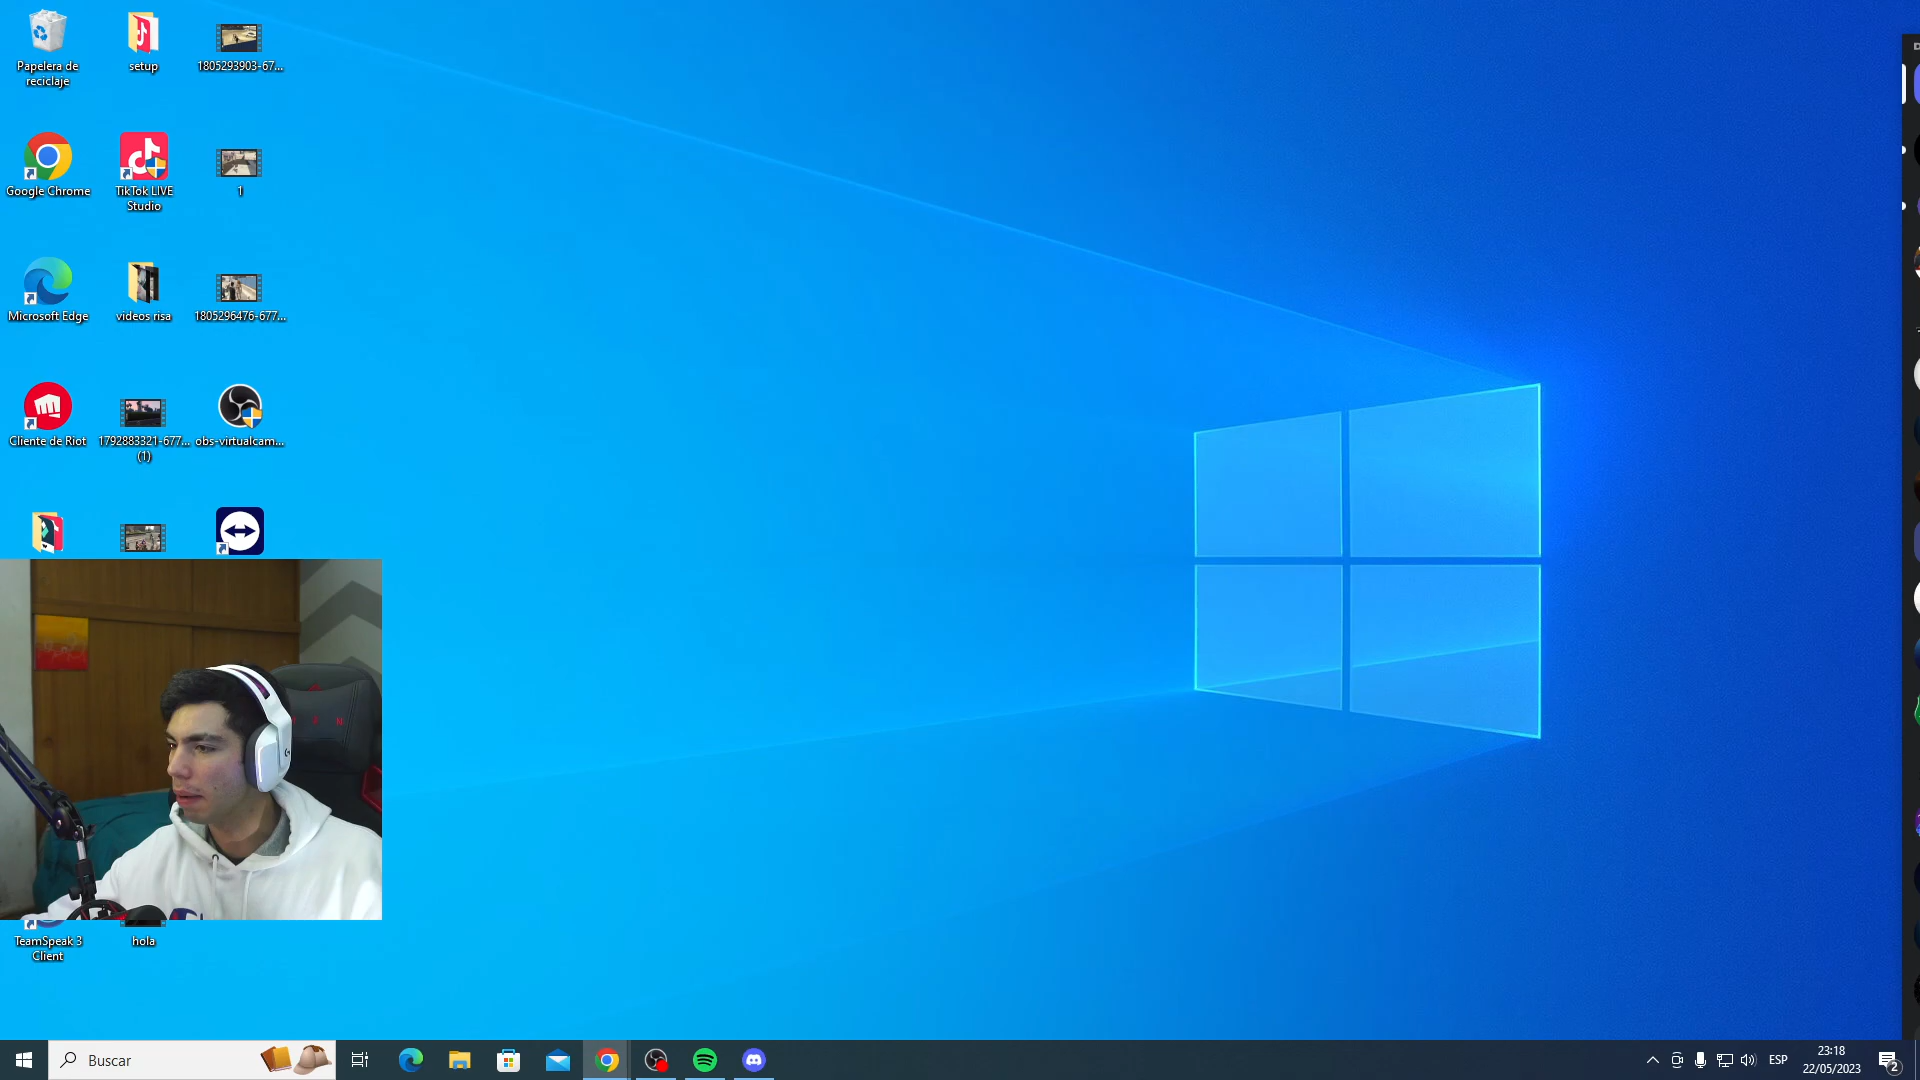 Papelera de
reciclaje
setup
1805293903-67...
Google Chrome
TikTok LIVE
Studio
1
Microsoft Edge
videos risa
1805296476-677...
Cliente de Riot
1792883321-677...
(1)
obs-virtualcam...
TeamSpeak 3
Client
hola
Buscar
ESP
23:18
22/05/2023
2